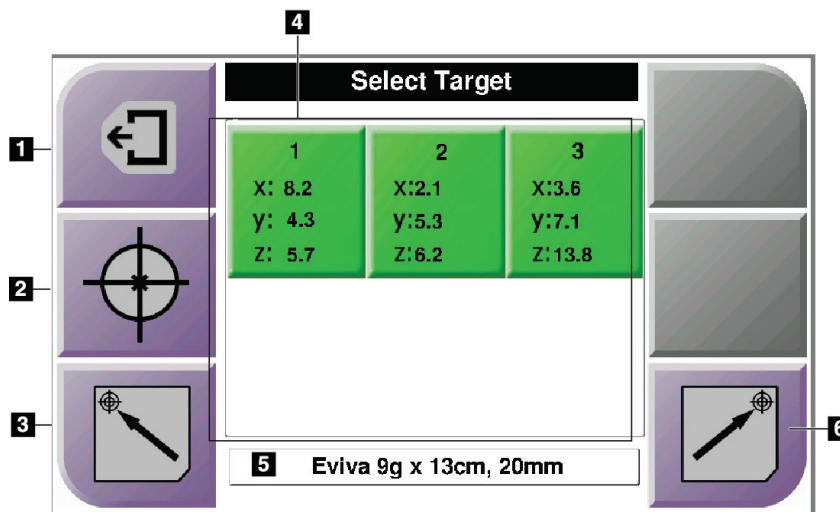 4
Select Target
1
1 2 3
x: 8.2 x:2.1 x:3.6
y: 4.3 y:5.3 y:7.1
z: 5.7 z:6.2 z:13.8
2
3
6
5 Eviva 9g x 13cm, 20mm